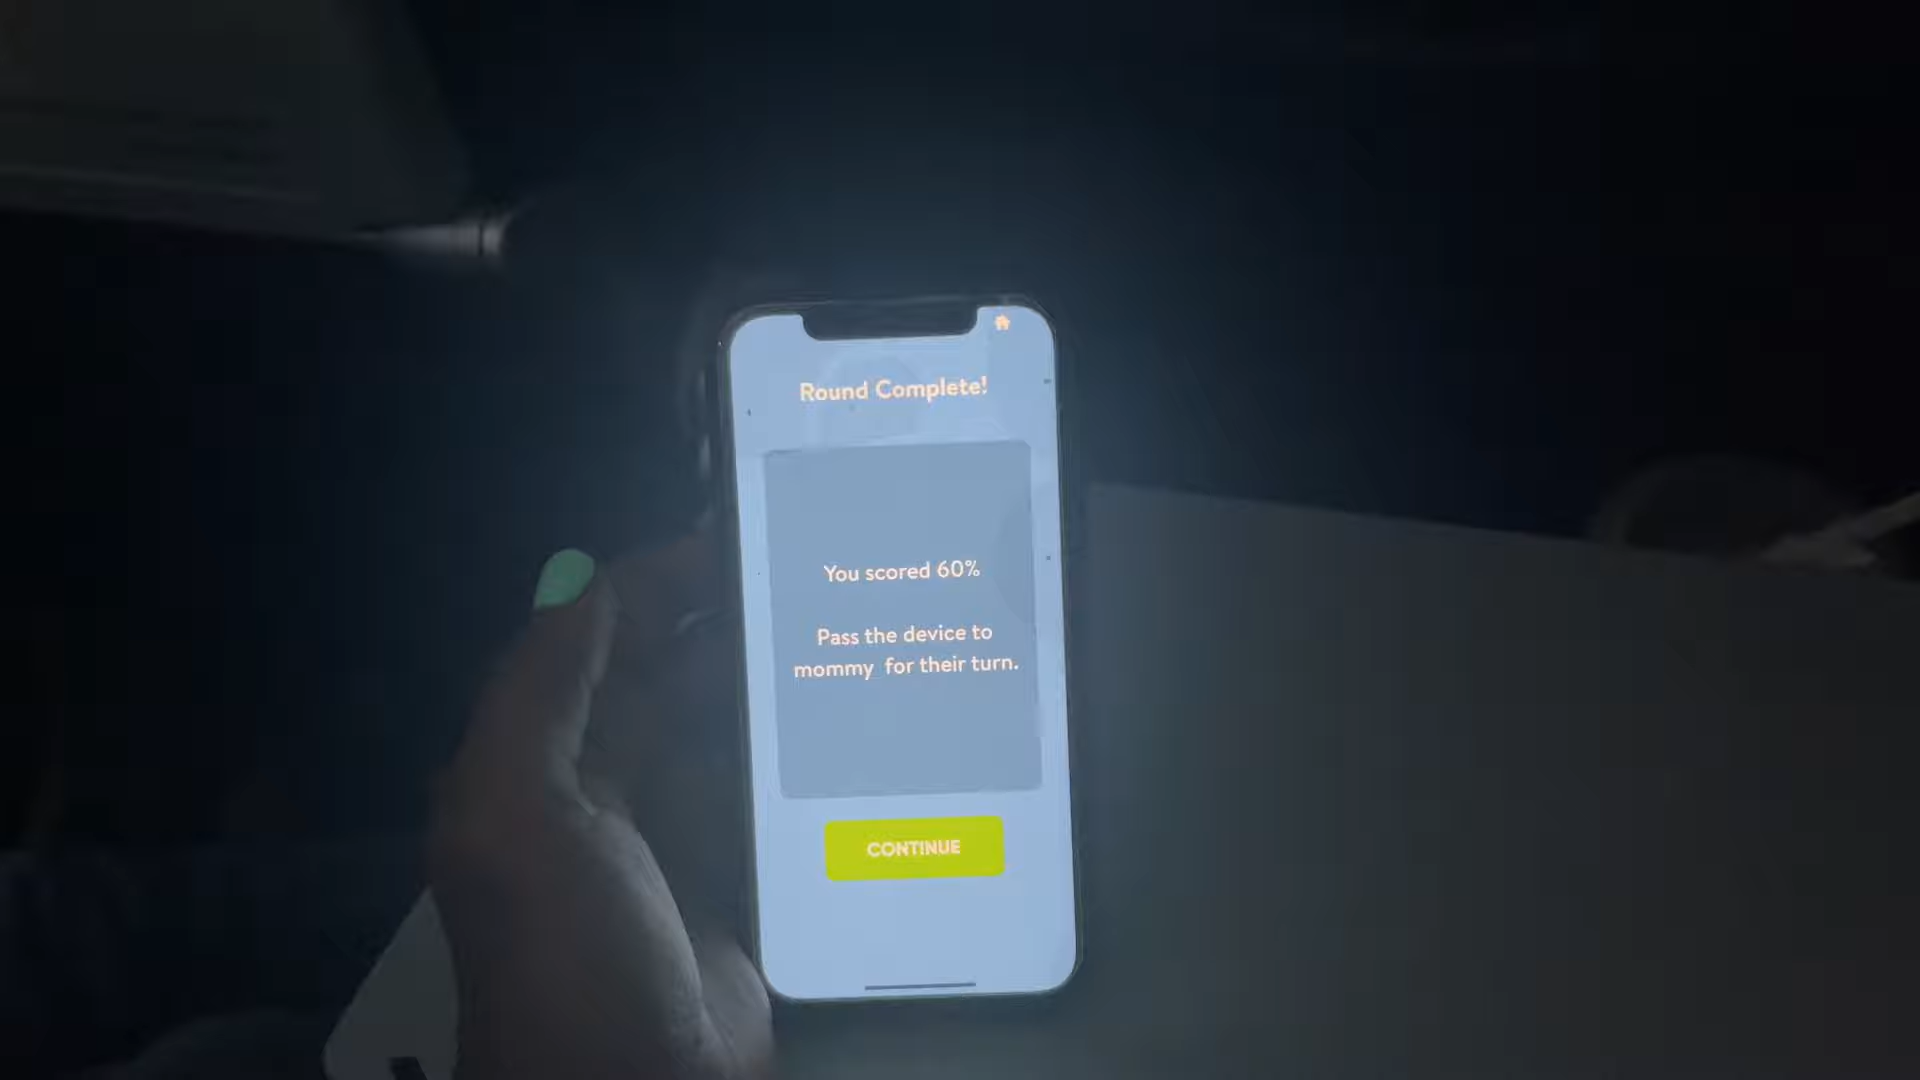 Round Complete!
You scored 60%
Pass the device to
mommy for their turn.
CONTINUE